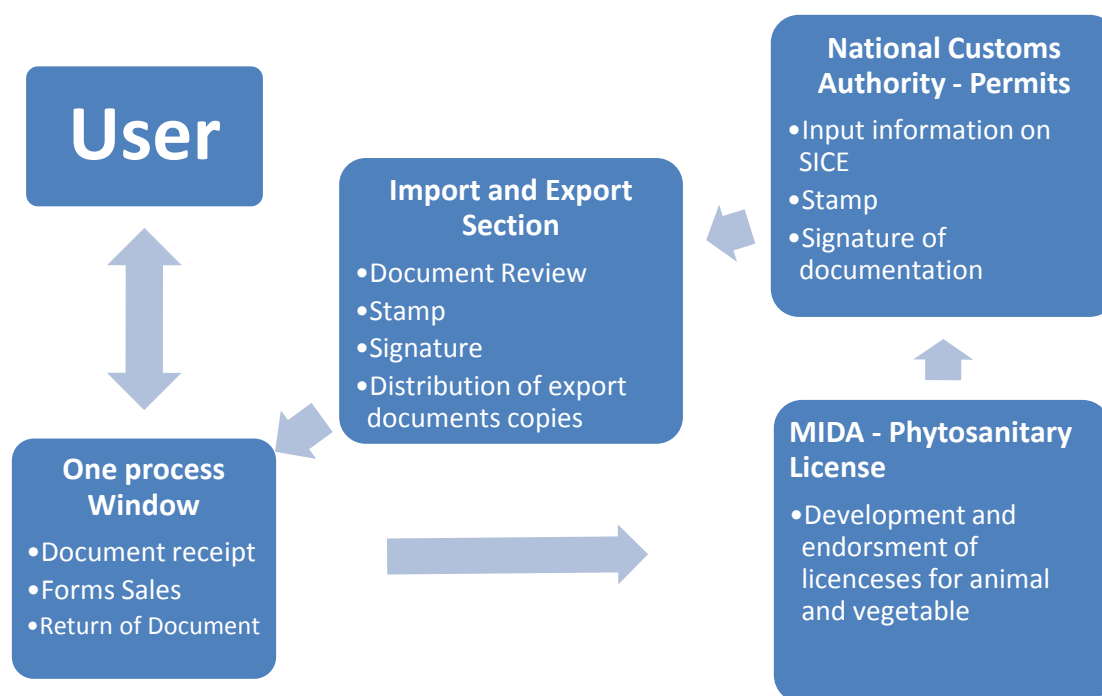 User
One process
Window
•Document receipt
•Forms Sales
•Return of Document
Import and Export
Section
•Document Review
•Stamp
•Signature
•Distribution of export
documents copies
National Customs
Authority - Permits
•Input information on
SICE
•Stamp
•Signature of
documentation
MIDA - Phytosanitary
License
•Development and
endorsment of
licenceses for animal
and vegetable